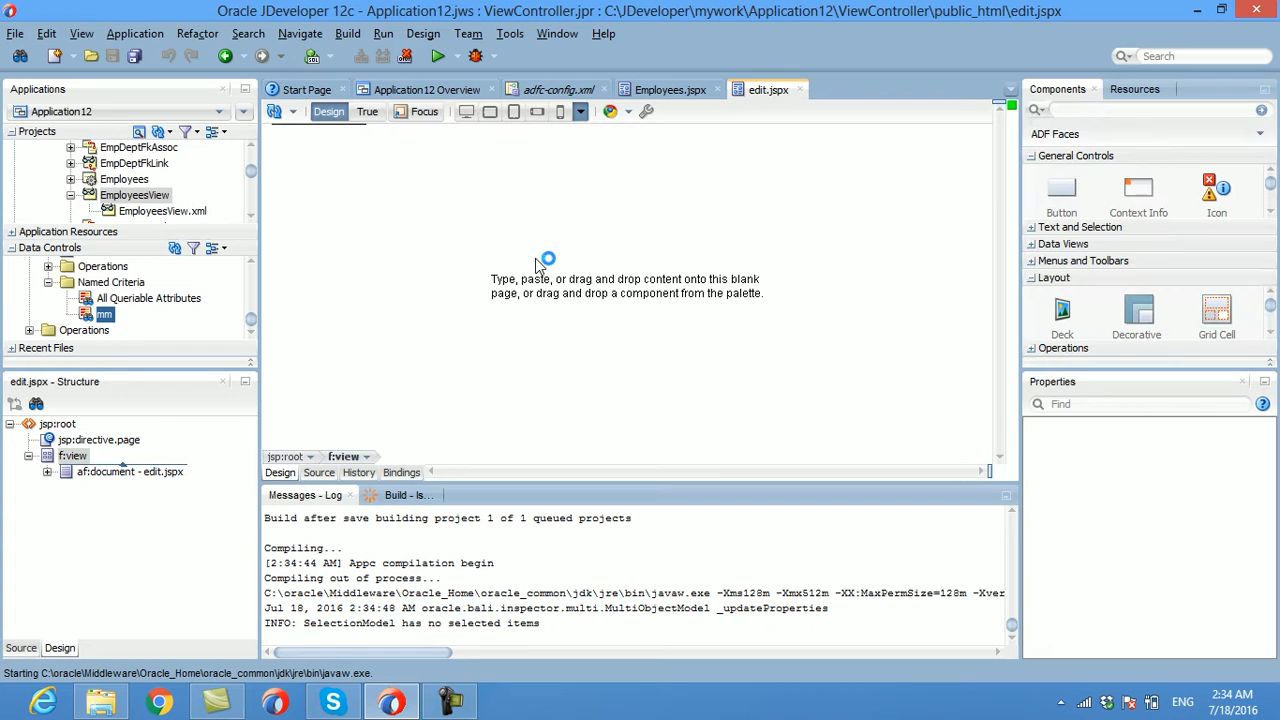 Oracle JDeveloper 12c - Application12.jws : ViewController.jpr : C:\JDeveloper\mywork\Application12\ViewController\public_html\edit.jspx
File Edit View Application Refactor Search Navigate Build Run Design Team Tools Window Help
Search
Applications
Application12
Projects
EmpDeptFkAssoc
EmpDeptFkLink
Employees
EmployeesView
EmployeesView.xml
Application Resources
Data Controls
Operations
Named Criteria
All Queriable Attributes
mm
Operations
Recent Files
edit.jspx - Structure
jsp:root
jsp:directive.page
f:view
af:document - edit.jspx
Source Design
Start Page Application12 Overview adfc-config.xml Employees.jspx edit.jspx
Design True Focus
Type, paste, or drag and drop content onto this blank
page, or drag and drop a component from the palette.
jsp:root f:view
Design Source History Bindings
Messages - Log Build - Is...
Build after save building project 1 of 1 queued projects
Compiling...
[2:34:44 AM] Appc compilation begin
Compiling out of process...
C:\oracle\Middleware\Oracle_Home\oracle_common\jdk\jre\bin\javaw.exe -Xms128m -Xmx512m -XX:MaxPermSize=128m -Xver
Jul 18, 2016 2:34:48 AM oracle.bali.inspector.multi.MultiObjectModel _updateProperties
INFO: SelectionModel has no selected items
Components Resources
ADF Faces
General Controls
Button Context Info Icon
Text and Selection
Data Views
Menus and Toolbars
Layout
Deck Decorative Grid Cell
Operations
Properties
Find
Starting C:\oracle\Middleware\Oracle_Home\oracle_common\jdk\jre\bin\javaw.exe.
ENG
2:34 AM
7/18/2016